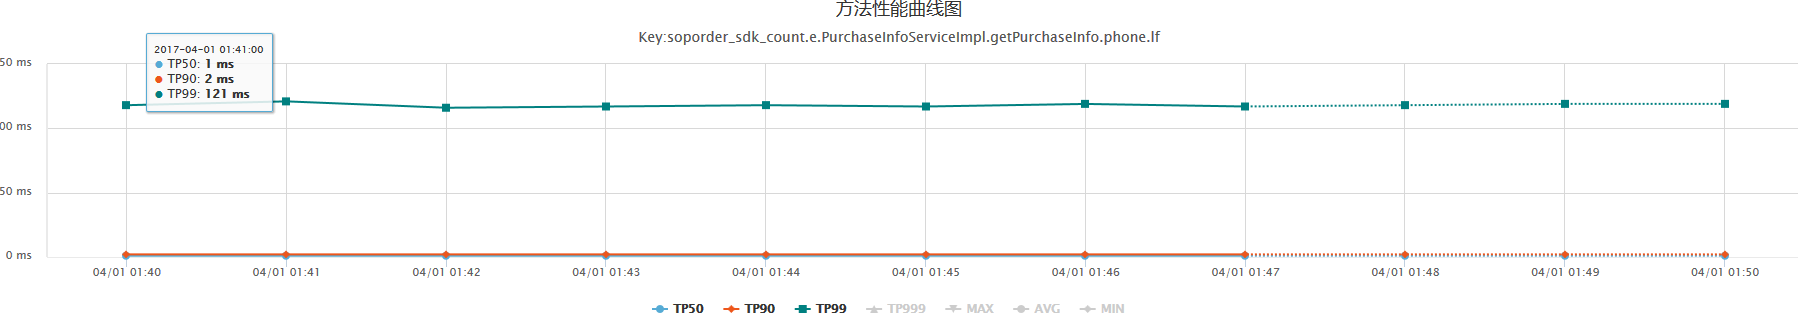 方法性能曲线图
Key:soporder_sdk_count.e.PurchaseInfoServiceImpl.getPurchaseInfo.phone.lf
2017-04-01 01:41:00
TP50: 1 ms
TP90: 2 ms
TP99: 121 ms
50 ms
00 ms
50 ms
0 ms
04/01 01:40 04/01 01:41 04/01 01:42 04/01 01:43 04/01 01:44 04/01 01:45 04/01 01:46 04/01 01:47 04/01 01:48 04/01 01:49 04/01 01:50
TP50 TP90 TP99 TP999 MAX AVG MIN